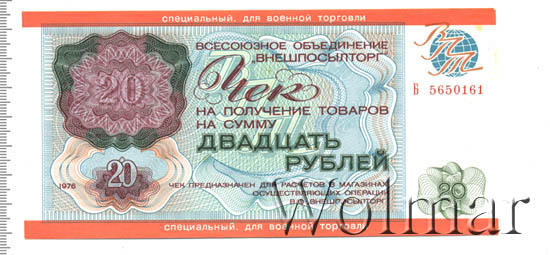 специальный. для военной торговли
ВСЕСОЮЗНОЕ ОБЪЕДИНЕНИЕ
„ВНЕШПОСЫЛТОРГ"
20
ВПТ
Чек
Б 5650161
НА ПОЛУЧЕНИЕ ТОВАРОВ
НА СУММУ
ДВАДЦАТЬ
РУБЛЕЙ
1976
20
20
ЧЕК ПРЕДНАЗНАЧЕН ДЛЯ РАСЧЕТОВ В МАГАЗИНАХ,
ОСУЩЕСТВЛЯЮЩИХ ОПЕРАЦИИ
В/О „ВНЕШПОСЫЛТОРГ"
специальный. для военной торговли
Wolmar